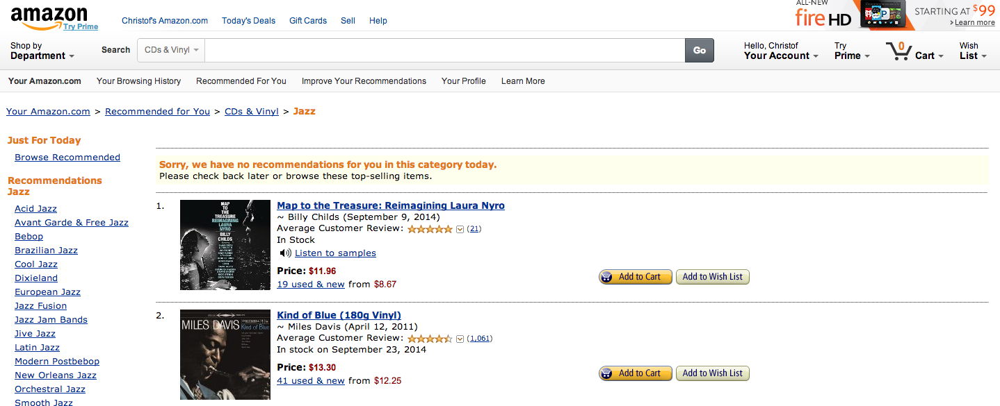 amazon
Try Prime
Christof's Amazon.com Today's Deals Gift Cards Sell Help
ALL-NEW
fire HD
STARTING AT $99
> Learn more
Shop by
Department
Search CDs & Vinyl Go
Hello, Christof
Your Account
Try
Prime
0
Cart
Wish
List
Your Amazon.com Your Browsing History Recommended For You Improve Your Recommendations Your Profile Learn More
Your Amazon.com > Recommended for You > CDs & Vinyl > Jazz
Just For Today
Browse Recommended
Recommendations
Jazz
Acid Jazz
Avant Garde & Free Jazz
Bebop
Brazilian Jazz
Cool Jazz
Dixieland
European Jazz
Jazz Fusion
Jazz Jam Bands
Jive Jazz
Latin Jazz
Modern Postbebop
New Orleans Jazz
Orchestral Jazz
Smooth Jazz
Sorry, we have no recommendations for you in this category today.
Please check back later or browse these top-selling items.
1.
MAP
TO
THE
TREASURE
REIMAGINING
LAURA
NYRO
BILLY
CHILDS
Map to the Treasure: Reimagining Laura Nyro
~ Billy Childs (September 9, 2014)
Average Customer Review: (21)
In Stock
Listen to samples
Price: $11.96
19 used & new from $8.67
Add to Cart Add to Wish List
2.
MILES DAVIS
Kind of Blue
Kind of Blue (180g Vinyl)
~ Miles Davis (April 12, 2011)
Average Customer Review: (1,061)
In stock on September 23, 2014
Price: $13.30
41 used & new from $12.25
Add to Cart Add to Wish List